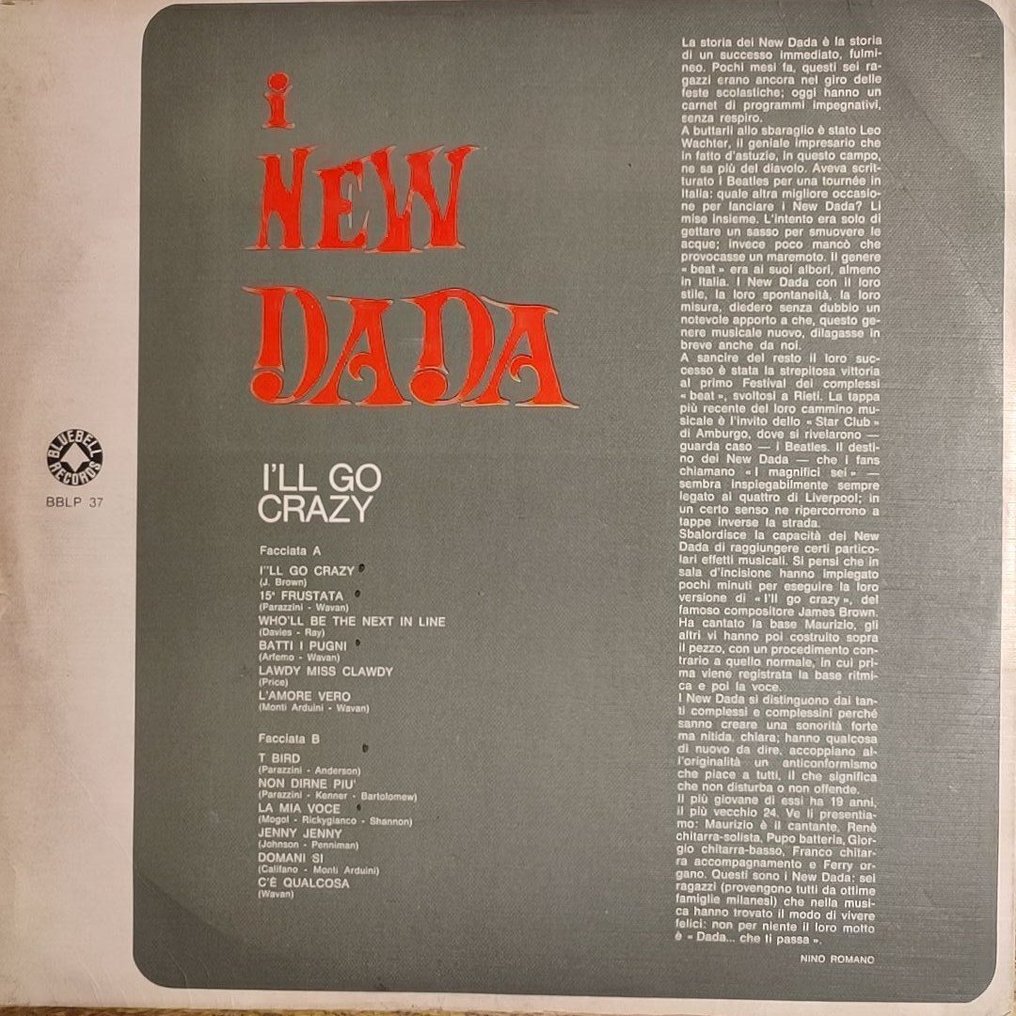 i
NEW
DADA
BLUEBELL
RECORDS
BBLP 37
I'LL GO
CRAZY
Facciata A
I''LL GO CRAZY
(J. Brown)
15ª FRUSTATA
(Parazzini - Wavan)
WHO'LL BE THE NEXT IN LINE
(Davies - Ray)
BATTI I PUGNI
(Arfemo - Wavan)
LAWDY MISS CLAWDY
(Price)
L'AMORE VERO
(Monti Arduini - Wavan)
Facciata B
T BIRD
(Parazzini - Anderson)
NON DIRNE PIU'
(Parazzini - Kenner - Bartolomew)
LA MIA VOCE
(Mogol - Rickygianco - Shannon)
JENNY JENNY
(Johnson - Penniman)
DOMANI SI
(Califano - Monti Arduini)
C'È QUALCOSA
(Wavan)
La storia dei New Dada è la storia
di un successo immediato, fulmi-
neo. Pochi mesi fa, questi sei ra-
gazzi erano ancora nel giro delle
feste scolastiche; oggi hanno un
carnet di programmi impegnativi,
senza respiro.
A buttarli allo sbaraglio è stato Leo
Wachter, il geniale impresario che
in fatto d'astuzie, in questo campo,
ne sa più del diavolo. Aveva scrit-
turato i Beatles per una tournée in
Italia: quale altra migliore occasio-
ne per lanciare i New Dada? Li
mise insieme. L'intento era solo di
gettare un sasso per smuovere le
acque; invece poco mancò che
provocasse un maremoto. Il genere
« beat » era ai suoi albori, almeno
in Italia. I New Dada con il loro
stile, la loro spontaneità, la loro
misura, diedero senza dubbio un
notevole apporto a che, questo ge-
nere musicale nuovo, dilagasse in
breve anche da noi.
A sancire del resto il loro suc-
cesso è stata la strepitosa vittoria
al primo Festival dei complessi
« beat », svoltosi a Rieti. La tappa
più recente del loro cammino mu-
sicale è l'invito dello « Star Club »
di Amburgo, dove si rivelarono —
guarda caso — i Beatles. Il desti-
no dei New Dada — che i fans
chiamano « I magnifici sei » —
sembra inspiegabilmente sempre
legato ai quattro di Liverpool; in
un certo senso ne ripercorrono a
tappe inverse la strada.
Sbalordisce la capacità dei New
Dada di raggiungere certi partico-
lari effetti musicali. Si pensi che in
sala d'incisione hanno impiegato
pochi minuti per eseguire la loro
versione di « I'll go crazy », del
famoso compositore James Brown.
Ha cantato la base Maurizio, gli
altri vi hanno poi costruito sopra
il pezzo, con un procedimento con-
trario a quello normale, in cui pri-
ma viene registrata la base ritmi-
ca e poi la voce.
I New Dada si distinguono dai tan-
ti complessi e complessini perché
sanno creare una sonorità forte
ma nitida, chiara; hanno qualcosa
di nuovo da dire, accoppiano al-
l'originalità un anticonformismo
che piace a tutti, il che significa
che non disturba o non offende.
Il più giovane di essi ha 19 anni,
il più vecchio 24. Ve li presentia-
mo: Maurizio è il cantante, Renè
chitarra-solista, Pupo batteria, Gior-
gio chitarra-basso, Franco chitar-
ra accompagnamento e Ferry or-
gano. Questi sono i New Dada: sei
ragazzi (provengono tutti da ottime
famiglie milanesi) che nella musi-
ca hanno trovato il modo di vivere
felici: non per niente il loro motto
è « Dada... che ti passa ».
NINO ROMANO